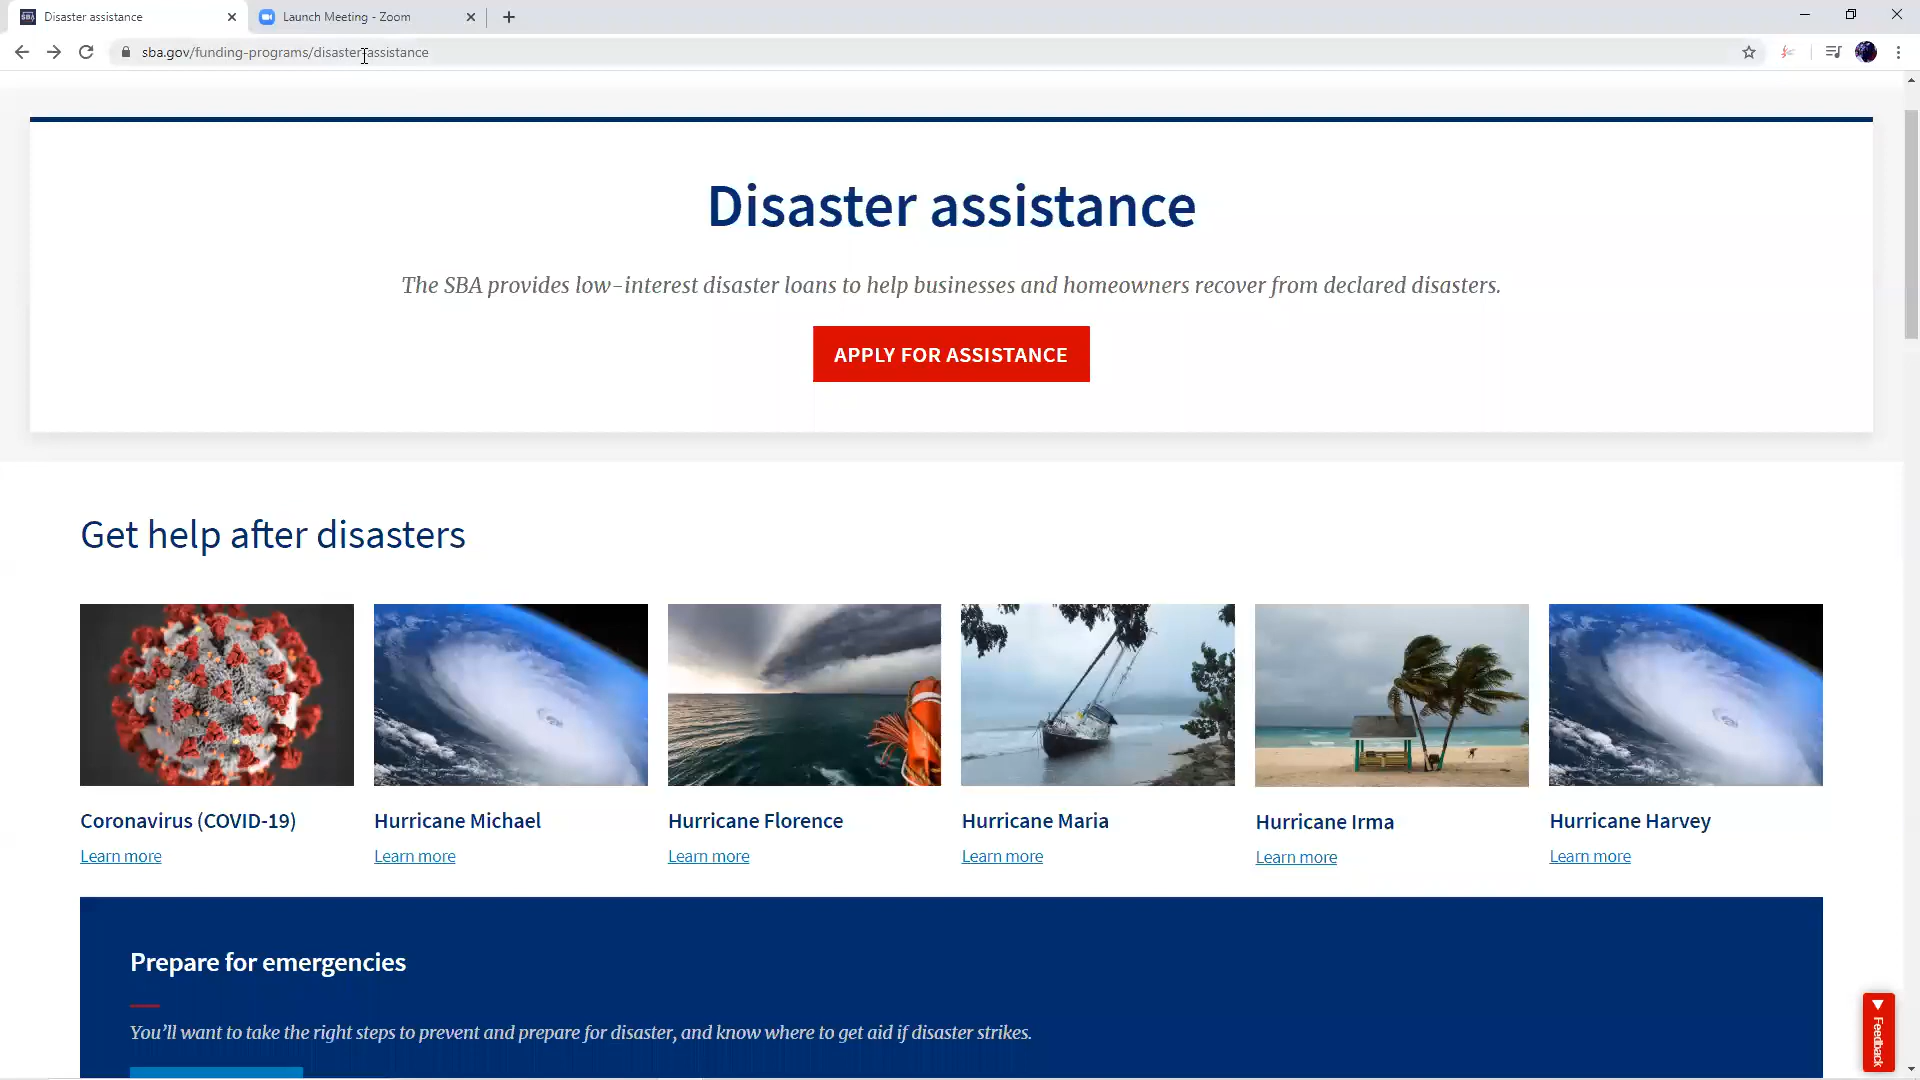 Disaster assistance
Launch Meeting - Zoom
sba.gov/funding-programs/disaster-assistance
Disaster assistance
The SBA provides low-interest disaster loans to help businesses and homeowners recover from declared disasters.
APPLY FOR ASSISTANCE
Get help after disasters
Coronavirus (COVID-19)
Learn more
Hurricane Michael
Learn more
Hurricane Florence
Learn more
Hurricane Maria
Learn more
Hurricane Irma
Learn more
Hurricane Harvey
Learn more
Prepare for emergencies
You’ll want to take the right steps to prevent and prepare for disaster, and know where to get aid if disaster strikes.
Feedback